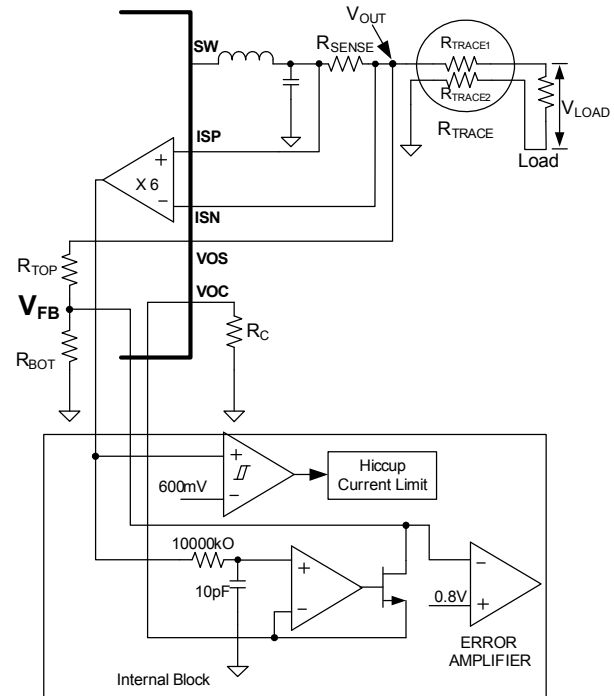 SW
RSENSE
VOUT
RTRACE1
RTRACE2
RTRACE
VLOAD
Load
ISP
+
X 6
−
ISN
RTOP
VOS
VFB
VOC
RBOT
RC
+
600mV
−
Hiccup
Current Limit
10000kO
10pF
+
−
−
0.8V
+
ERROR
AMPLIFIER
Internal Block